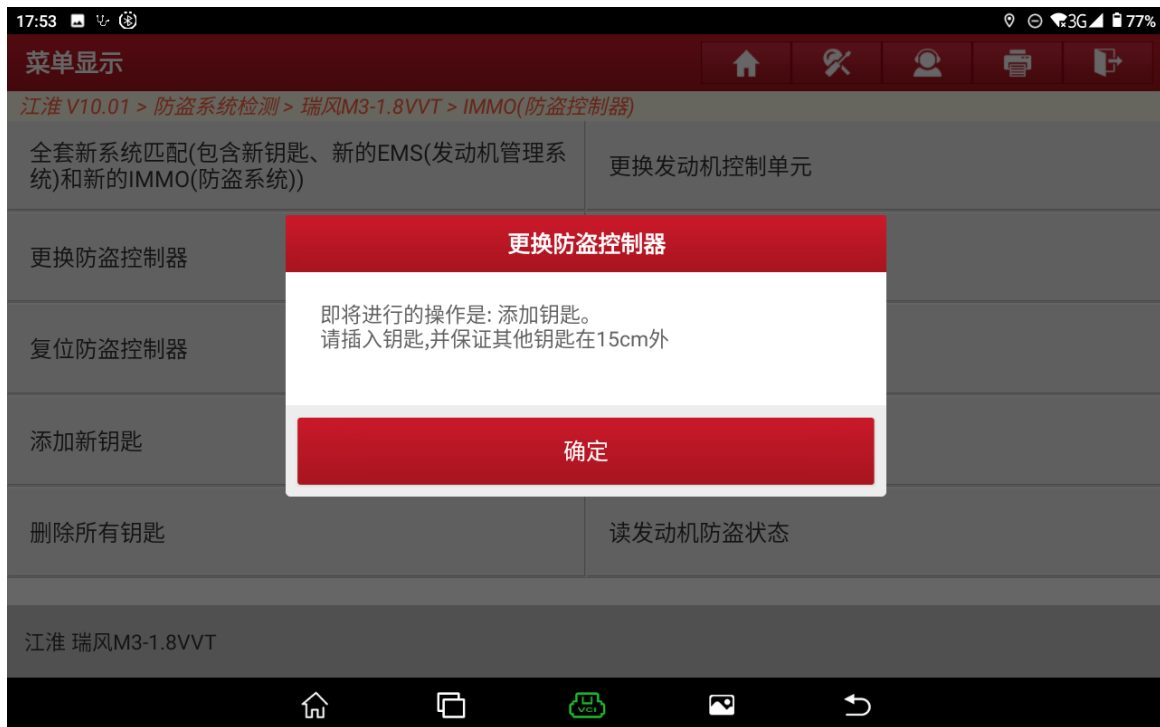 17:53
3G 77%
菜单显示
江淮 V10.01 > 防盗系统检测 > 瑞风M3-1.8VVT > IMMO(防盗控制器)
全套新系统匹配(包含新钥匙、新的EMS(发动机管理系
统)和新的IMMO(防盗系统))
更换发动机控制单元
更换防盗控制器
更换防盗控制器
即将进行的操作是: 添加钥匙。
请插入钥匙,并保证其他钥匙在15cm外
确定
复位防盗控制器
添加新钥匙
删除所有钥匙
读发动机防盗状态
江淮 瑞风M3-1.8VVT
VCI